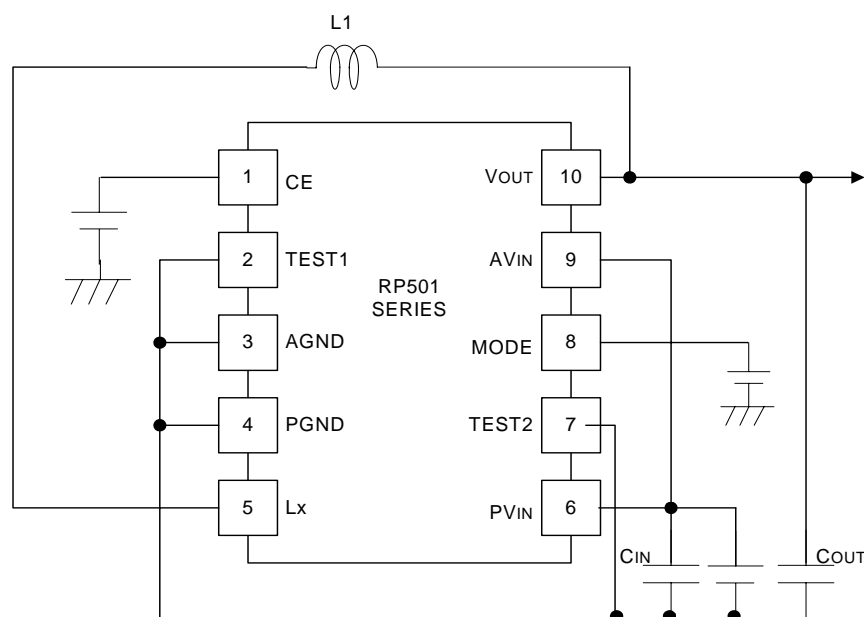 L1
1
CE
VOUT
10
2
TEST1
AVIN
9
RP501
SERIES
3
AGND
MODE
8
4
PGND
TEST2
7
5
Lx
PVIN
6
CIN
COUT